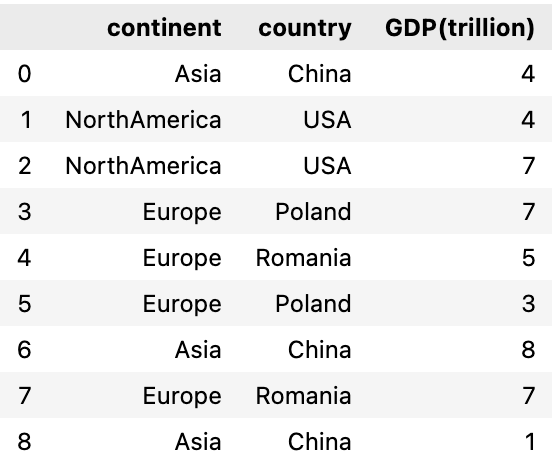 continent country GDP(trillion)
0 Asia China 4
1 NorthAmerica USA 4
2 NorthAmerica USA 7
3 Europe Poland 7
4 Europe Romania 5
5 Europe Poland 3
6 Asia China 8
7 Europe Romania 7
8 Asia China 1